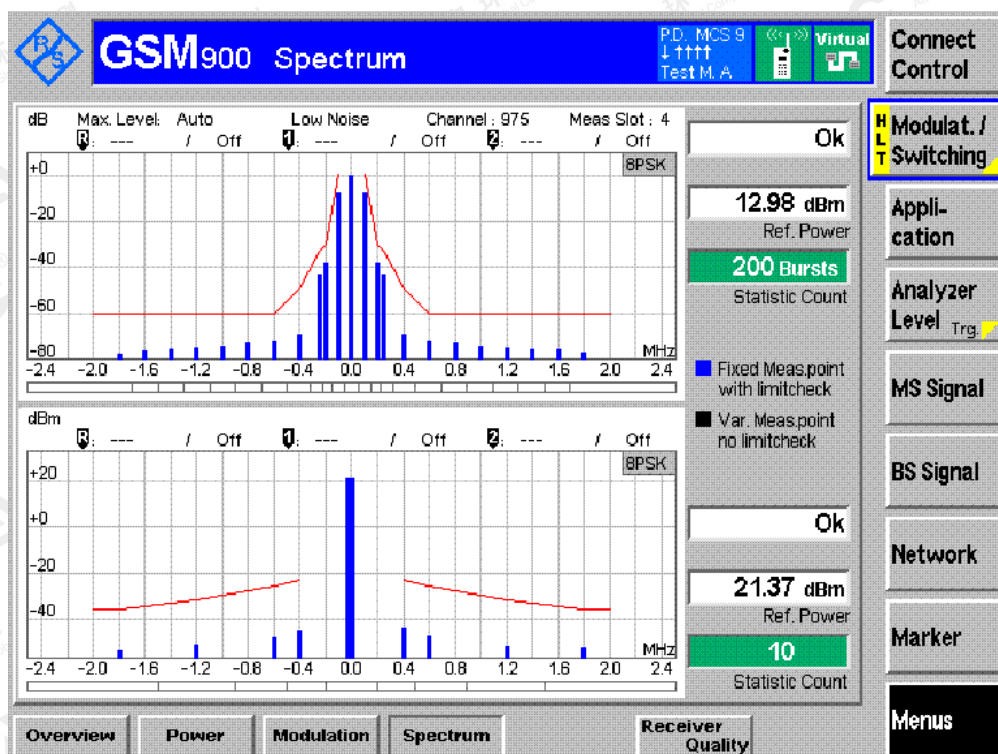 R S
GSM900 Spectrum
P.D. MCS 9
↓ ↑↑↑↑
Test M. A
Virtual
Connect Control
dB Max. Level: Auto Low Noise Channel : 975 Meas Slot : 4
R: --- / Off 1: --- / Off 2: --- / Off
8PSK
+0
-20
-40
-60
-80
MHz
-2.4 -2.0 -1.6 -1.2 -0.8 -0.4 0.0 0.4 0.8 1.2 1.6 2.0 2.4
Ok
12.98 dBm
Ref. Power
200 Bursts
Statistic Count
Fixed Meas.point
with limitcheck
Var. Meas.point
no limitcheck
dBm
R: --- / Off 1: --- / Off 2: --- / Off
8PSK
+20
+0
-20
-40
MHz
-2.4 -2.0 -1.6 -1.2 -0.8 -0.4 0.0 0.4 0.8 1.2 1.6 2.0 2.4
Ok
21.37 dBm
Ref. Power
10
Statistic Count
HLT
Modulat. /
Switching
Appli-
cation
Analyzer
Level Trg.
MS Signal
BS Signal
Network
Marker
Menus
Overview Power Modulation Spectrum Receiver
Quality